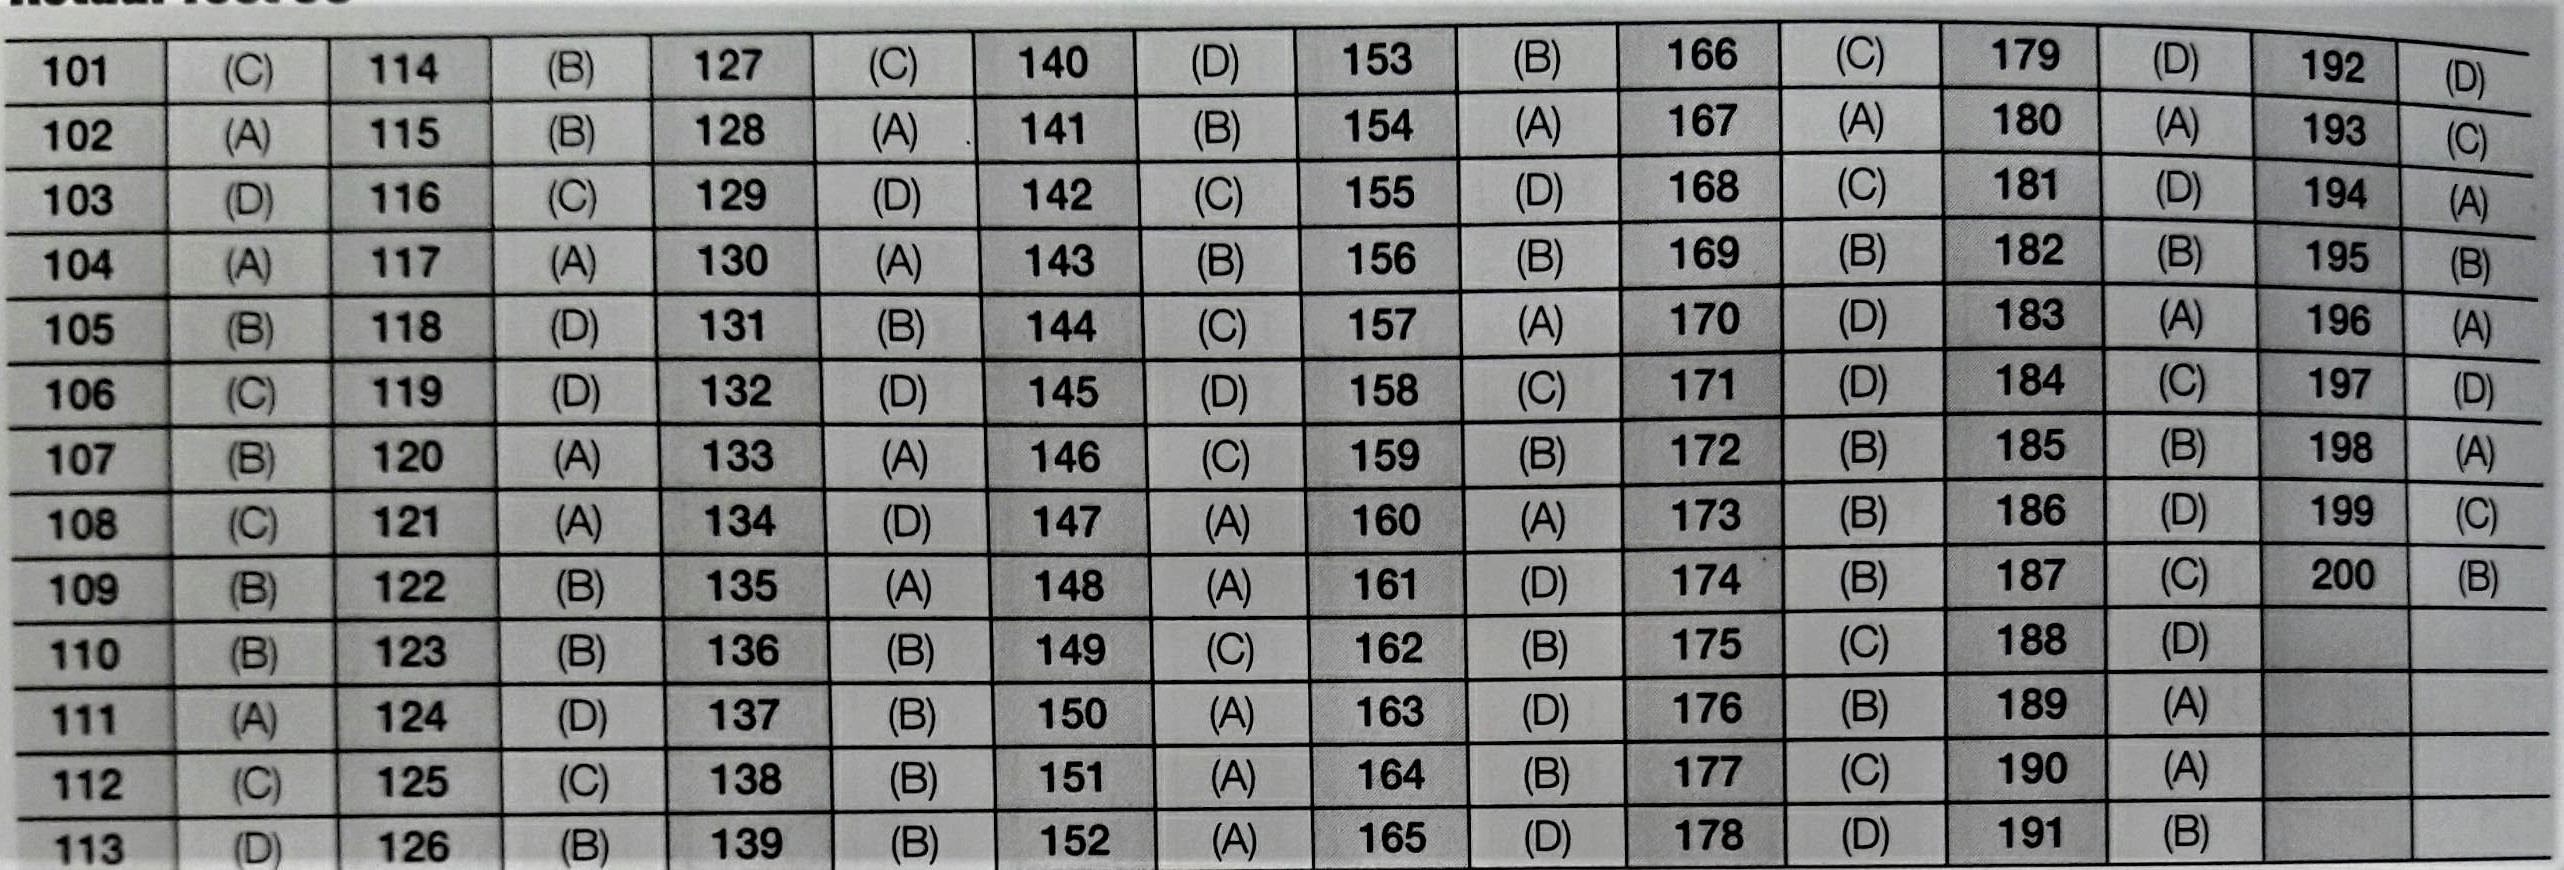 101 (C) 114 (B) 127 (C) 140 (D) 153 (B) 166 (C) 179 (D) 192 (D)
102 (A) 115 (B) 128 (A) 141 (B) 154 (A) 167 (A) 180 (A) 193 (C)
103 (D) 116 (C) 129 (D) 142 (C) 155 (D) 168 (C) 181 (D) 194 (A)
104 (A) 117 (A) 130 (A) 143 (B) 156 (B) 169 (B) 182 (B) 195 (B)
105 (B) 118 (D) 131 (B) 144 (C) 157 (A) 170 (D) 183 (A) 196 (A)
106 (C) 119 (D) 132 (D) 145 (D) 158 (C) 171 (D) 184 (C) 197 (D)
107 (B) 120 (A) 133 (A) 146 (C) 159 (B) 172 (B) 185 (B) 198 (A)
108 (C) 121 (A) 134 (D) 147 (A) 160 (A) 173 (B) 186 (D) 199 (C)
109 (B) 122 (B) 135 (A) 148 (A) 161 (D) 174 (B) 187 (C) 200 (B)
110 (B) 123 (B) 136 (B) 149 (C) 162 (B) 175 (C) 188 (D)
111 (A) 124 (D) 137 (B) 150 (A) 163 (D) 176 (B) 189 (A)
112 (C) 125 (C) 138 (B) 151 (A) 164 (B) 177 (C) 190 (A)
113 (D) 126 (B) 139 (B) 152 (A) 165 (D) 178 (D) 191 (B)